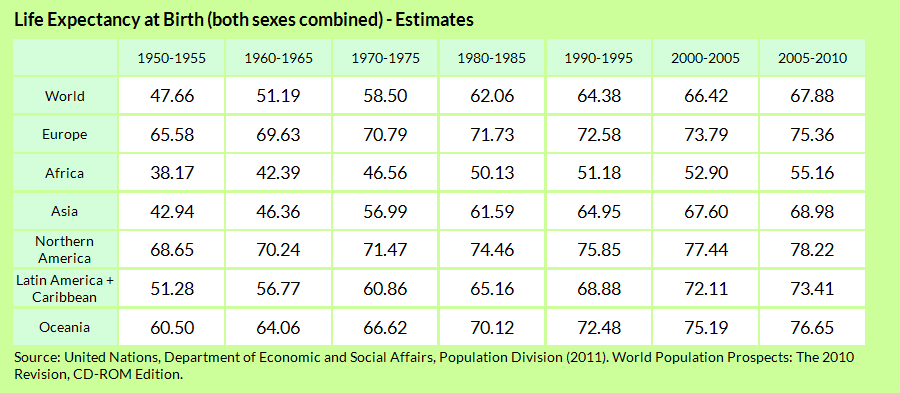 Life Expectancy at Birth (both sexes combined) - Estimates
1950-1955 1960-1965 1970-1975 1980-1985 1990-1995 2000-2005 2005-2010
World 47.66 51.19 58.50 62.06 64.38 66.42 67.88
Europe 65.58 69.63 70.79 71.73 72.58 73.79 75.36
Africa 38.17 42.39 46.56 50.13 51.18 52.90 55.16
Asia 42.94 46.36 56.99 61.59 64.95 67.60 68.98
Northern
America 68.65 70.24 71.47 74.46 75.85 77.44 78.22
Latin America +
Caribbean 51.28 56.77 60.86 65.16 68.88 72.11 73.41
Oceania 60.50 64.06 66.62 70.12 72.48 75.19 76.65
Source: United Nations, Department of Economic and Social Affairs, Population Division (2011). World Population Prospects: The 2010
Revision, CD-ROM Edition.